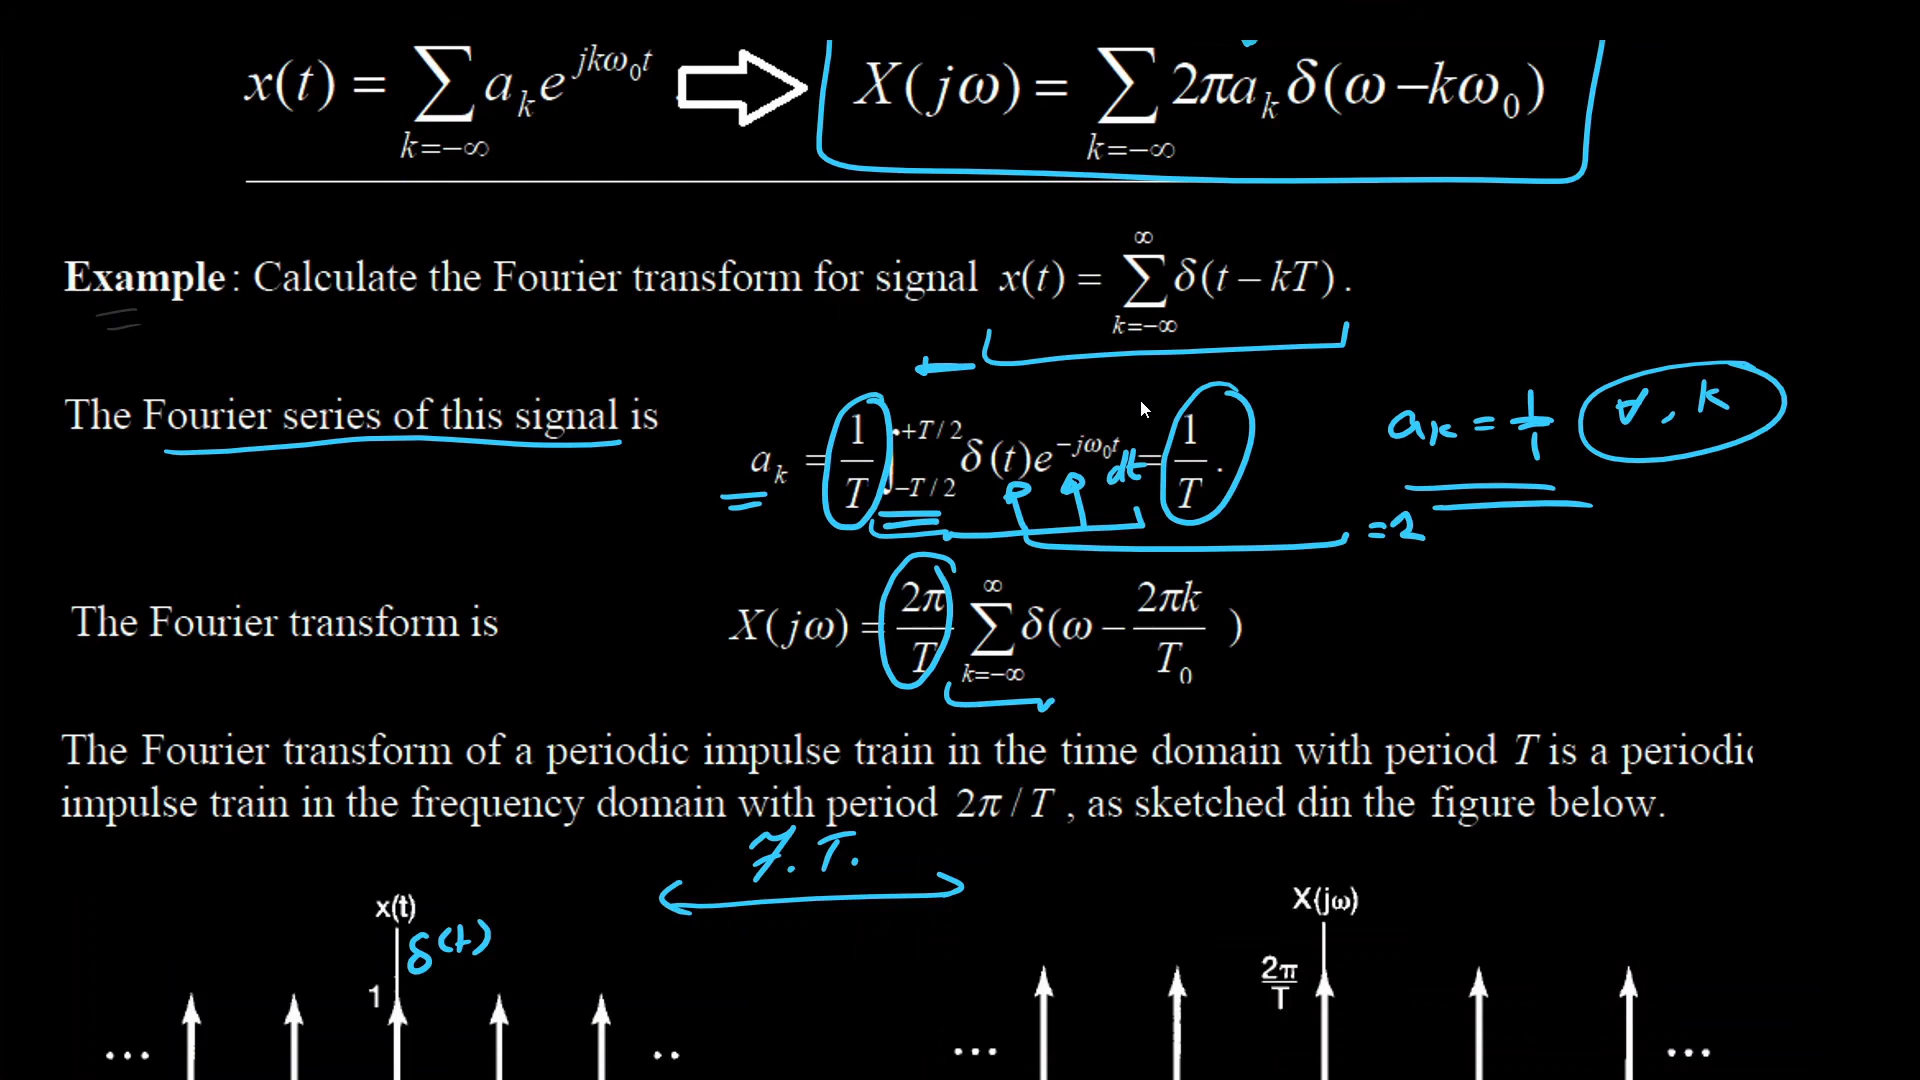 x(t) = ∑ a_k e^{jkω_0t} ⇨ X(jω) = ∑ 2πa_k δ(ω−kω_0)
k=−∞ k=−∞
Example: Calculate the Fourier transform for signal x(t) = ∑_{k=−∞}^{∞} δ(t − kT).
The Fourier series of this signal is
a_k = 1/T ∫_{−T/2}^{+T/2} δ(t)e^{−jω_0t} dt = 1/T.
a_k = 1/1 ∀, k
=1
The Fourier transform is X(jω) = 2π/T ∑_{k=−∞}^{∞} δ(ω − 2πk/T_0 )
The Fourier transform of a periodic impulse train in the time domain with period T is a periodic
impulse train in the frequency domain with period 2π / T , as sketched din the figure below.
F.T.
x(t)
δ(t)
1
... ..
X(jω)
2π/T
... ...